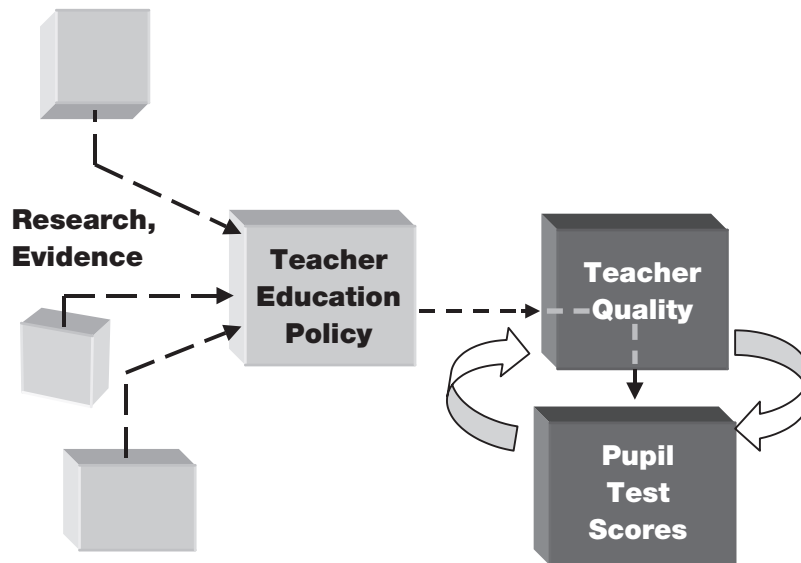 Research,
Evidence
Teacher
Education
Policy
Teacher
Quality
Pupil
Test
Scores